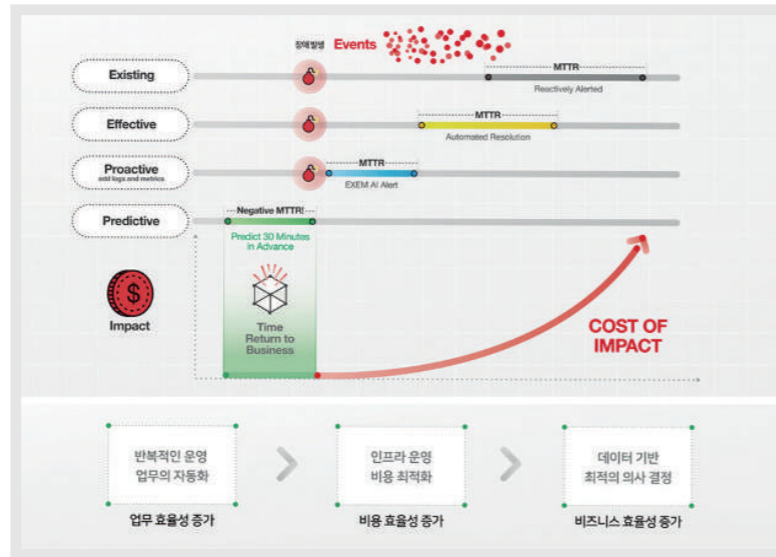 장애 발생 Events
Existing
MTTR
Reactively Alerted
Effective
MTTR
Automated Resolution
Proactive
add logs and metrics
MTTR
EXEM AI Alert
Predictive
Negative MTTR!
Predict 30 Minutes
in Advance
$
Impact
Time
Return to
Business
COST OF
IMPACT
반복적인 운영
업무의 자동화
업무 효율성 증가
인프라 운영
비용 최적화
비용 효율성 증가
데이터 기반
최적의 의사 결정
비즈니스 효율성 증가